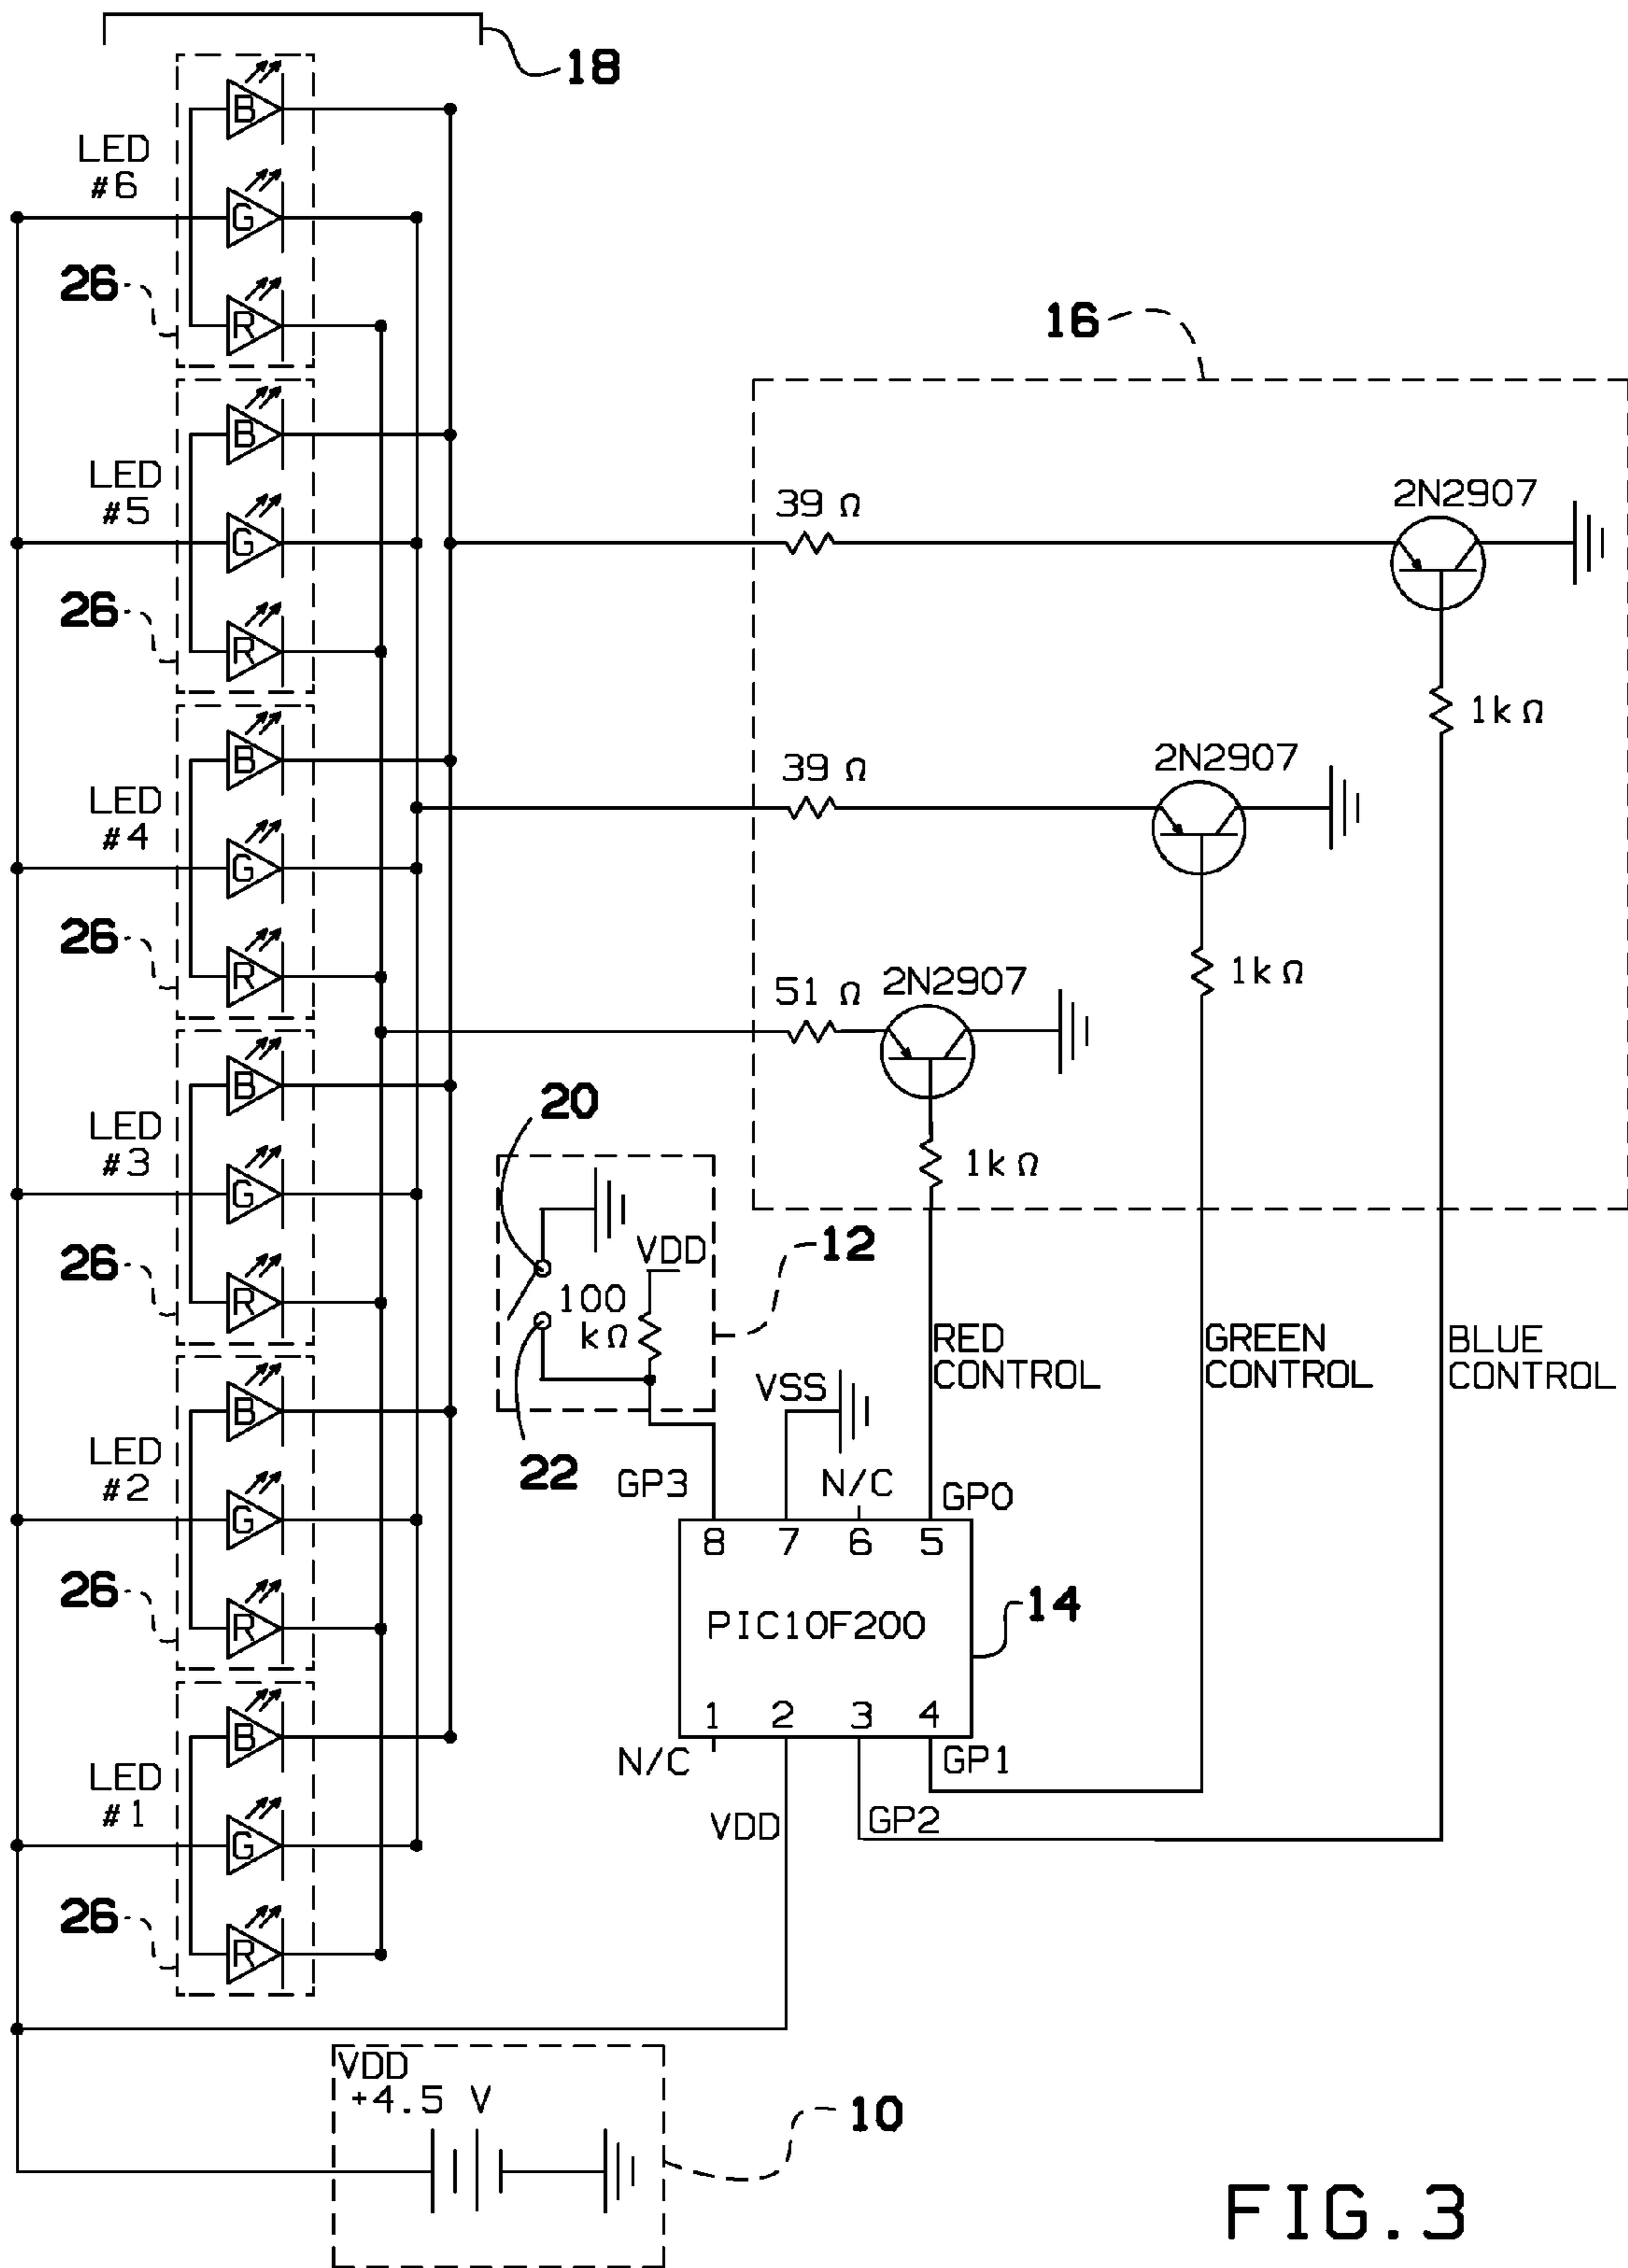 18
B
LED
#6
G
26
R
16
B
LED
#5
G
26
R
39 Ω
2N2907
1k Ω
B
LED
#4
G
26
R
39 Ω
2N2907
1k Ω
51 Ω
2N2907
1k Ω
B
LED
#3
G
26
R
20
VDD
12
100
kΩ
22
RED
CONTROL
GREEN
CONTROL
BLUE
CONTROL
VSS
GP3
N/C
GP0
8 7 6 5
PIC10F200
14
1 2 3 4
N/C
VDD
GP2
GP1
B
LED
#2
G
26
R
B
LED
#1
G
26
R
VDD
+4.5 V
10
FIG.3